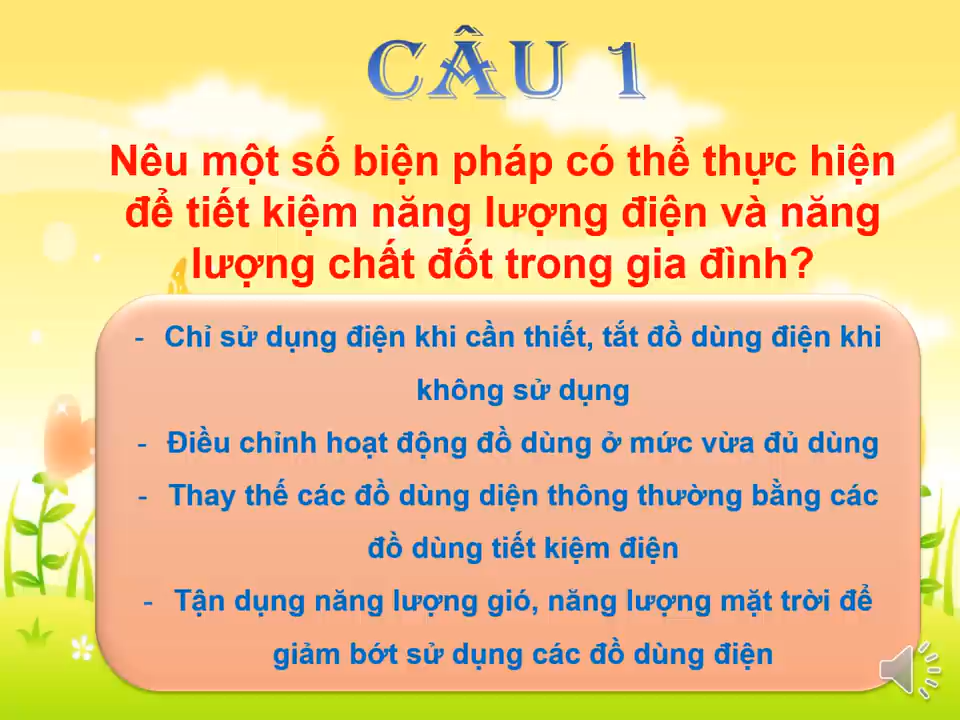 CÂU 1
Nêu một số biện pháp có thể thực hiện
để tiết kiệm năng lượng điện và năng
lượng chất đốt trong gia đình?
- Chỉ sử dụng điện khi cần thiết, tắt đồ dùng điện khi
không sử dụng
- Điều chỉnh hoạt động đồ dùng ở mức vừa đủ dùng
- Thay thế các đồ dùng diện thông thường bằng các
đồ dùng tiết kiệm điện
- Tận dụng năng lượng gió, năng lượng mặt trời để
giảm bớt sử dụng các đồ dùng điện